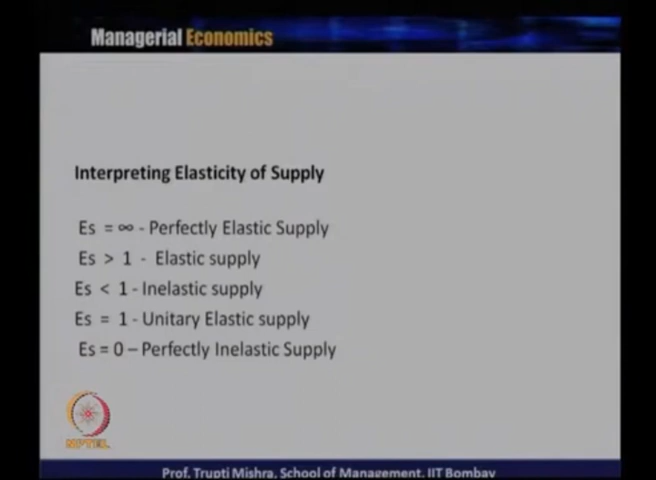 Managerial Economics
Interpreting Elasticity of Supply
Es = ∞ - Perfectly Elastic Supply
Es > 1 - Elastic supply
Es < 1 - Inelastic supply
Es = 1 - Unitary Elastic supply
Es = 0 – Perfectly Inelastic Supply
NPTEL
Prof. Trupti Mishra, School of Management, IIT Bombay